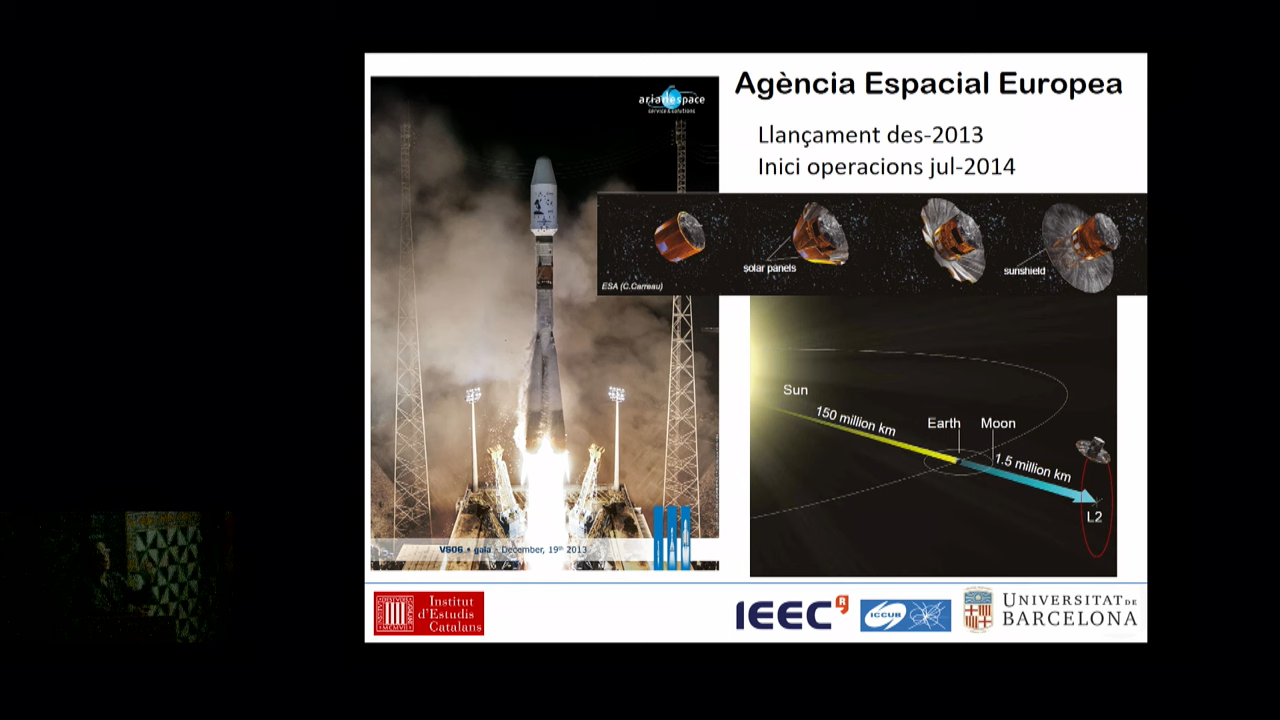 Agència Espacial Europea
Llançament des-2013
Inici operacions jul-2014
arianespace
service & solutions
solar panels
sunshield
ESA (C.Carreau)
Sun
150 million km
Earth
Moon
1.5 million km
L2
VS06 • gaia - December, 19th 2013
Institut
d'Estudis
Catalans
IEEC R
ICCUB
UNIVERSITAT DE
BARCELONA